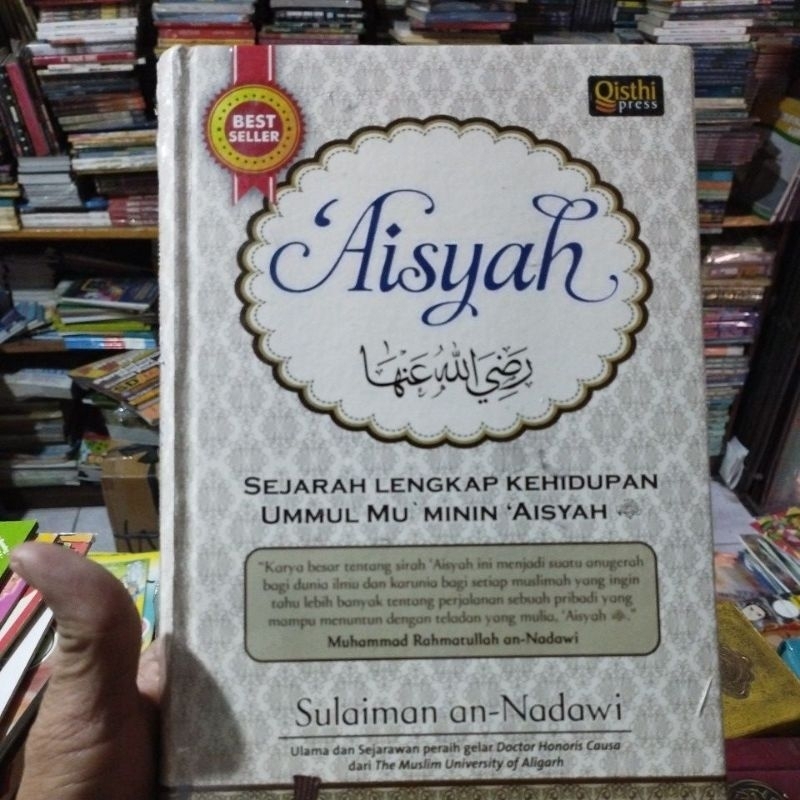 BEST
SELLER
Qisthi
press
'Aisyah
رَضِيَ اللهُ عَنْهَا
SEJARAH LENGKAP KEHIDUPAN
UMMUL MU`MININ 'AISYAH
"Karya besar tentang sirah 'Aisyah ini menjadi suatu anugerah
bagi dunia ilmu dan karunia bagi setiap muslimah yang ingin
tahu lebih banyak tentang perjalanan sebuah pribadi yang
mampu menuntun dengan teladan yang mulia, 'Aisyah ."
Muhammad Rahmatullah an-Nadawi
Sulaiman an-Nadawi
Ulama dan Sejarawan peraih gelar Doctor Honoris Causa
dari The Muslim University of Aligarh